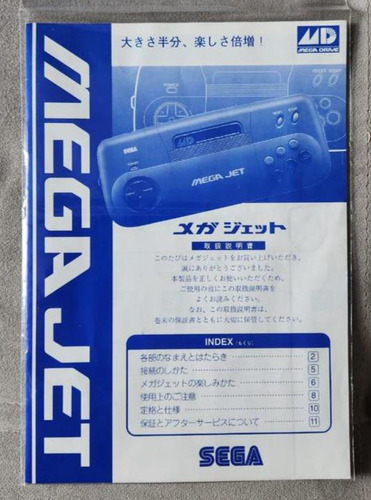 大きさ半分、楽しさ倍増！
MD
MEGA DRIVE
MEGA JET
SEGA
MD
MEGA JET
メガ ジェット
取扱説明書
このたびはメガジェットをお買い上げいただき、
誠にありがとうございました。
本製品を正しくお使いいただくため、
ご使用の前にこの取扱説明書を
よくお読みください。
なお、この取扱説明書は、
巻末の保証書とともに大切に保管してください。
INDEX（もくじ）
各部のなまえとはたらき 2
接続のしかた 5
メガジェットの楽しみかた 6
使用上のご注意 8
定格と仕様 10
保証とアフターサービスについて 11
SEGA